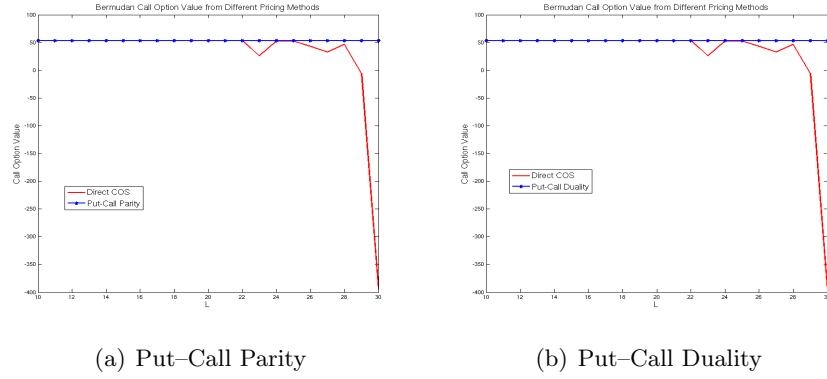 Bermudan Call Option Value from Different Pricing Methods
100
50
0
-50
-100
-150
-200
-250
-300
-350
-400
Call Option Value
Direct COS
Put-Call Parity
10 12 14 16 18 20 22 24 26 28 30
L
(a) Put–Call Parity
Bermudan Call Option Value from Different Pricing Methods
100
50
0
-50
-100
-150
-200
-250
-300
-350
-400
Call Option Value
Direct COS
Put-Call Duality
10 12 14 16 18 20 22 24 26 28 30
L
(b) Put–Call Duality